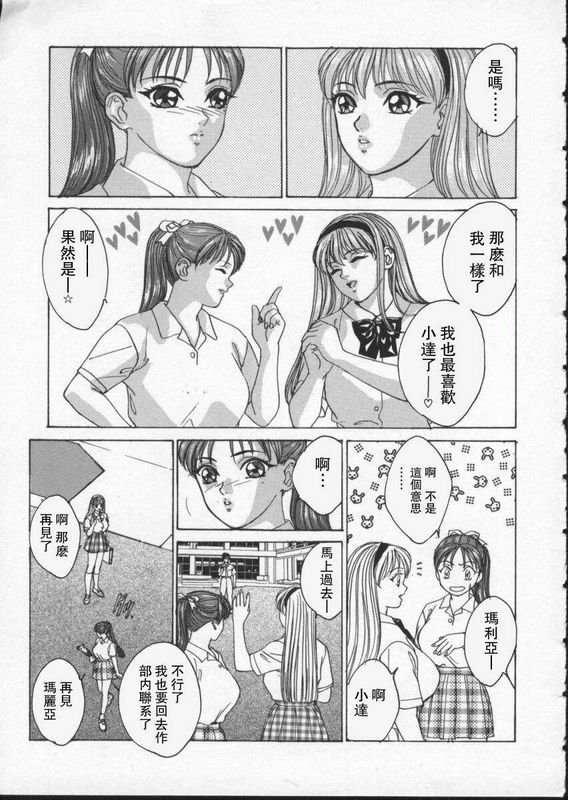 是嗎……
那麼和
我一樣了
我也最喜歡
小達了——♡
啊——
果然是—☆
啊 不是
這個意思
……
瑪利亞—
啊
小達
啊…
馬上過去—
不行了
我也要回去作
部内聯系了
啊 那麼
再見了
再見
瑪麗亞